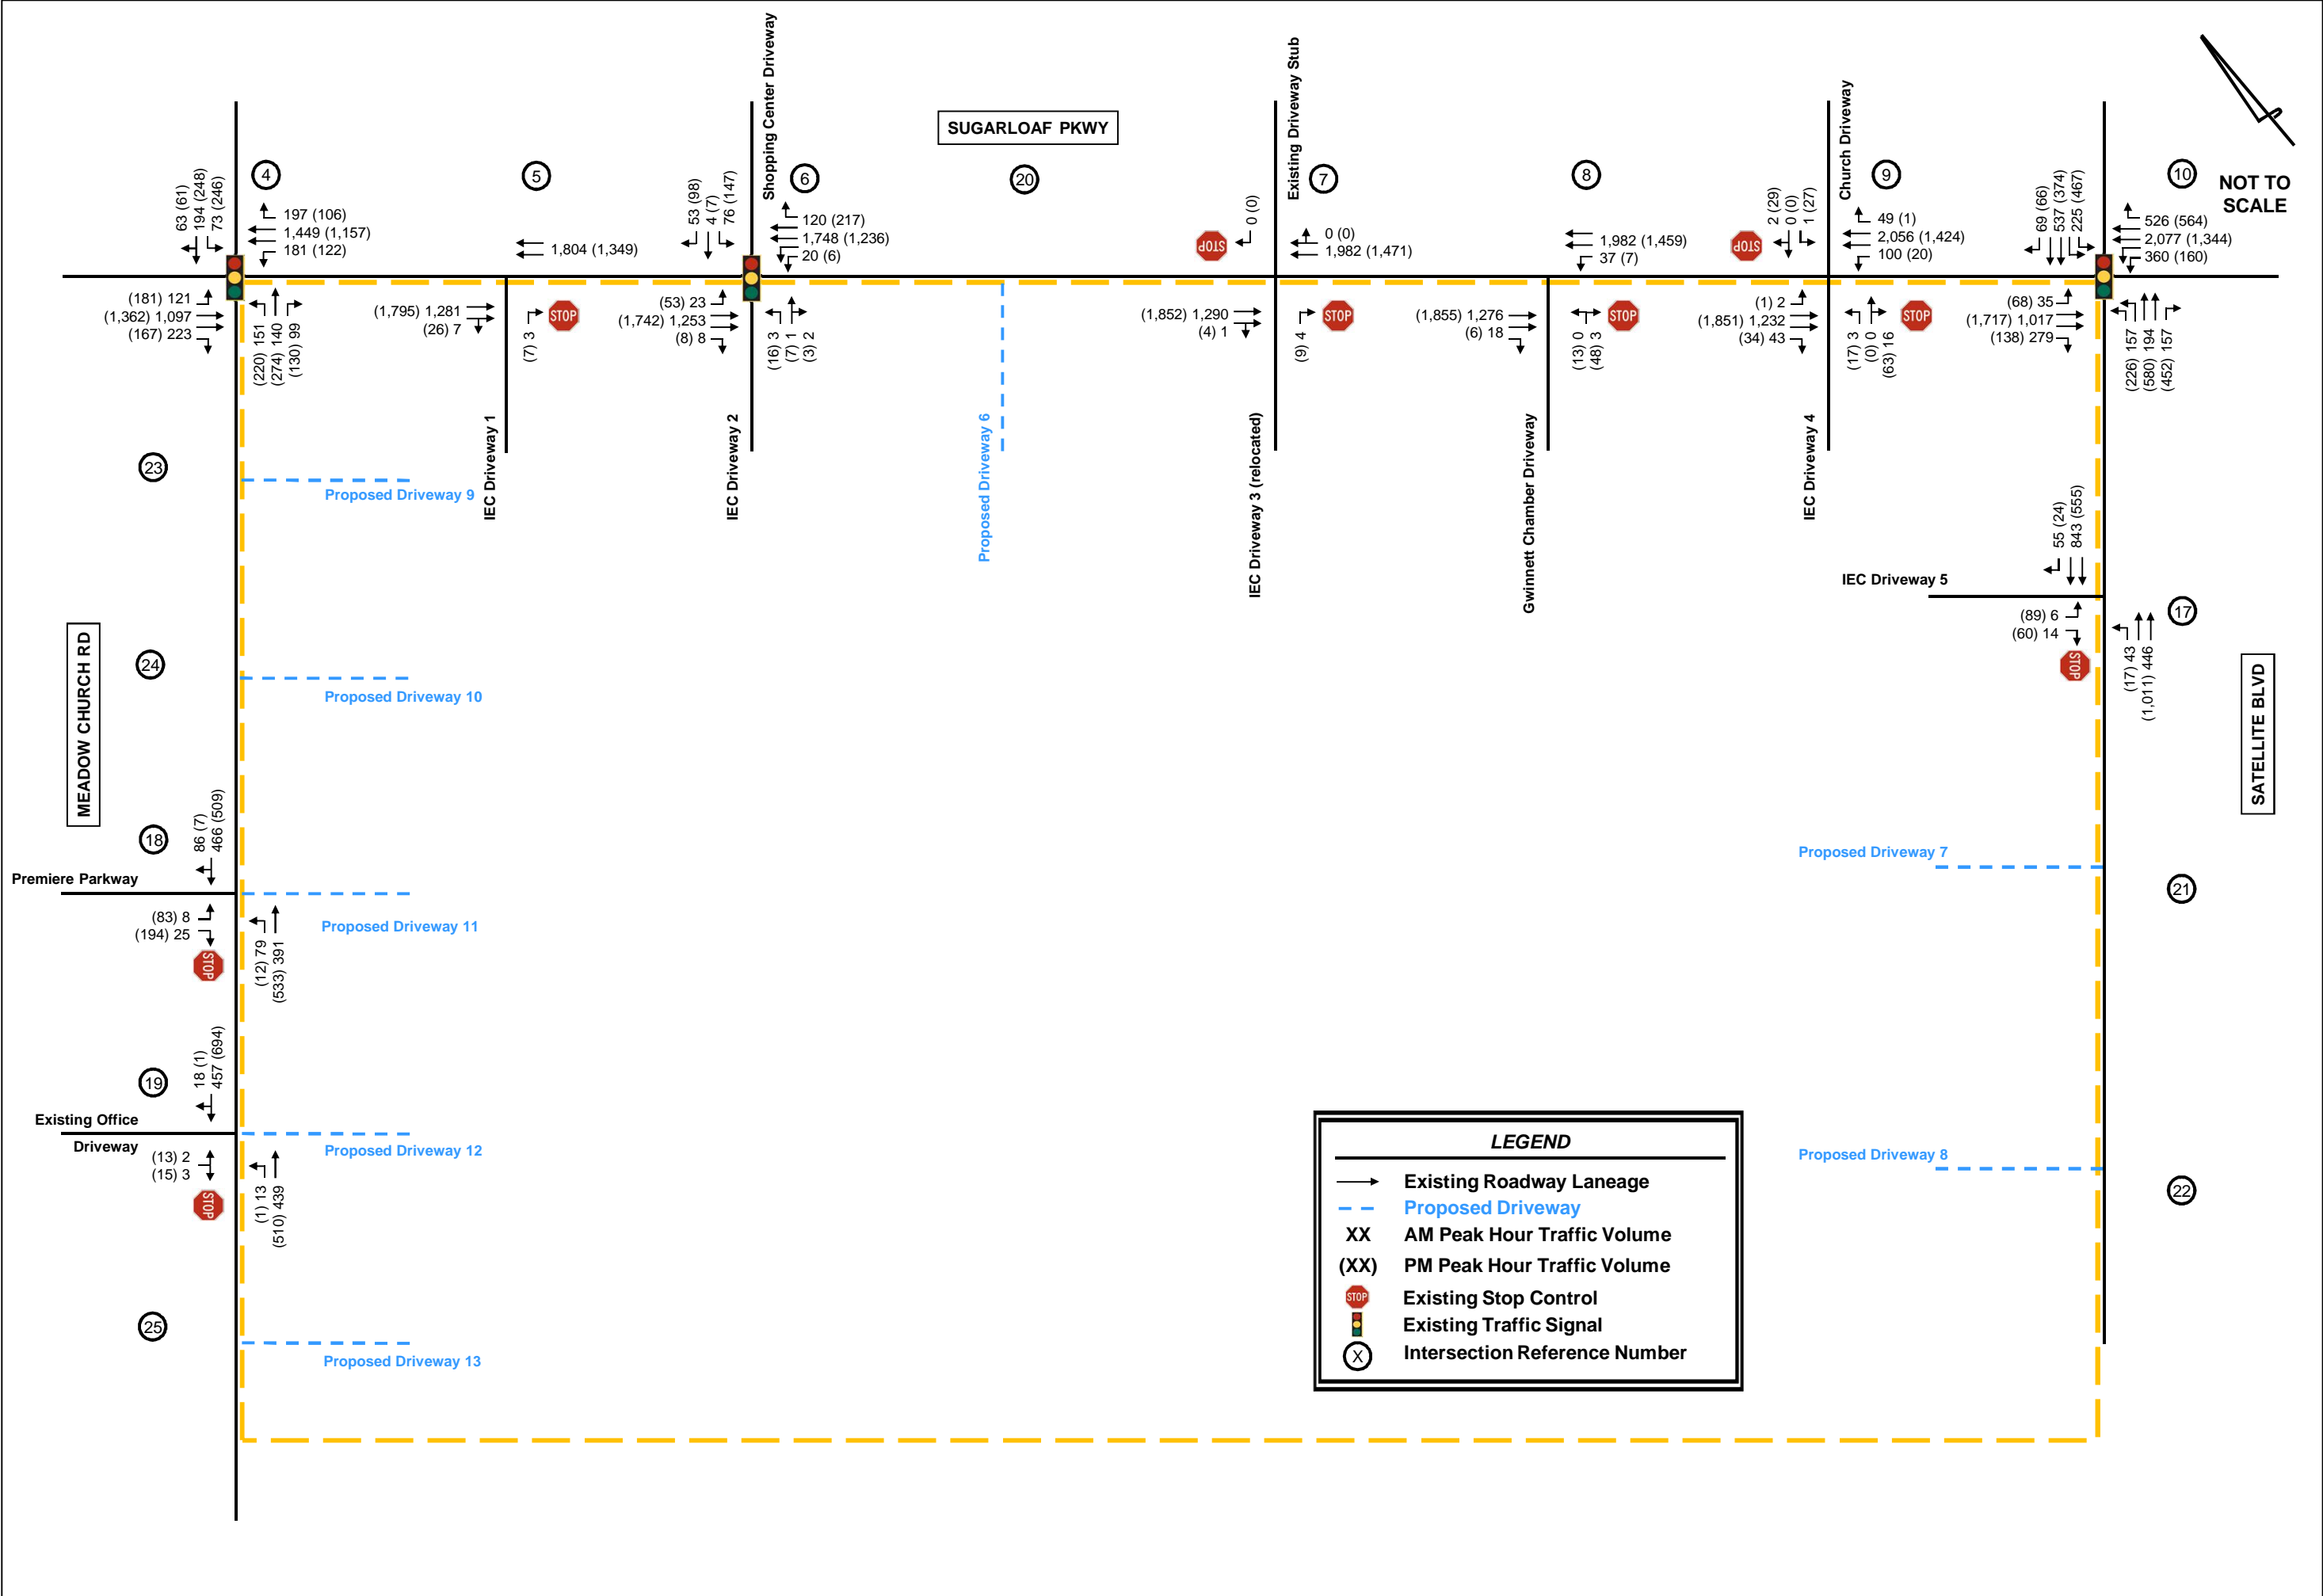 SUGARLOAF PKWY
NOT TO
SCALE
Shopping Center Driveway
Existing Driveway Stub
Church Driveway
4
5
6
20
7
8
9
10
63 (61)
194 (248)
73 (246)
197 (106)
1,449 (1,157)
181 (122)
(181) 121
(1,362) 1,097
(167) 223
(220) 151
(274) 140
(130) 99
1,804 (1,349)
(1,795) 1,281
(26) 7
(7) 3
STOP
IEC Driveway 1
53 (98)
4 (7)
76 (147)
120 (217)
1,748 (1,236)
20 (6)
(53) 23
(1,742) 1,253
(8) 8
(16) 3
(7) 1
(3) 2
IEC Driveway 2
Proposed Driveway 6
STOP
0 (0)
0 (0)
1,982 (1,471)
(1,852) 1,290
(4) 1
(9) 4
STOP
IEC Driveway 3 (relocated)
1,982 (1,459)
37 (7)
(1,855) 1,276
(6) 18
(13) 0
(48) 3
STOP
Gwinnett Chamber Driveway
STOP
2 (29)
0 (0)
1 (27)
49 (1)
2,056 (1,424)
100 (20)
(1) 2
(1,851) 1,232
(34) 43
(17) 3
(0) 0
(63) 16
STOP
IEC Driveway 4
69 (66)
537 (374)
225 (467)
526 (564)
2,077 (1,344)
360 (160)
(68) 35
(1,717) 1,017
(138) 279
(226) 157
(580) 194
(452) 157
23
Proposed Driveway 9
24
Proposed Driveway 10
MEADOW CHURCH RD
55 (24)
843 (555)
IEC Driveway 5
17
(89) 6
(60) 14
STOP
(17) 43
(1,011) 446
SATELLITE BLVD
18
86 (7)
466 (509)
Premiere Parkway
(83) 8
(194) 25
STOP
(12) 79
(533) 391
Proposed Driveway 11
Proposed Driveway 7
21
19
18 (1)
457 (694)
Existing Office
Driveway
(13) 2
(15) 3
STOP
(1) 13
(510) 439
Proposed Driveway 12
Proposed Driveway 8
22
25
Proposed Driveway 13
LEGEND
Existing Roadway Laneage
Proposed Driveway
XX AM Peak Hour Traffic Volume
(XX) PM Peak Hour Traffic Volume
STOP Existing Stop Control
Existing Traffic Signal
X Intersection Reference Number